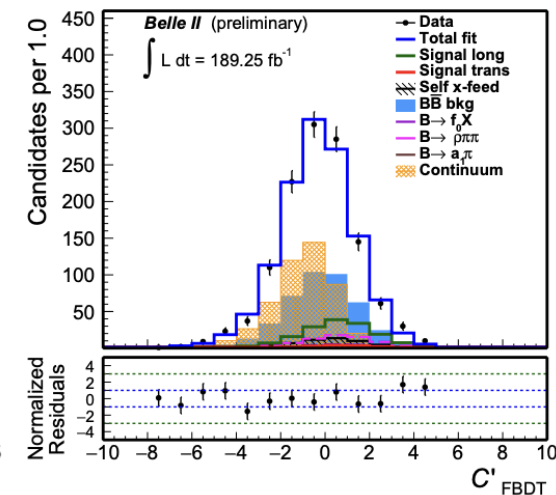 Belle II (preliminary)
∫ L dt = 189.25 fb⁻¹
Data
Total fit
Signal long
Signal trans
Self x-feed
BB̅ bkg
B→ f₀X
B→ ρππ
B→ a₁π
Continuum
Candidates per 1.0
450
400
350
300
250
200
150
100
50
Normalized
Residuals
4
2
0
−2
−4
−10 −8 −6 −4 −2 0 2 4 6 8 10
C'FBDT